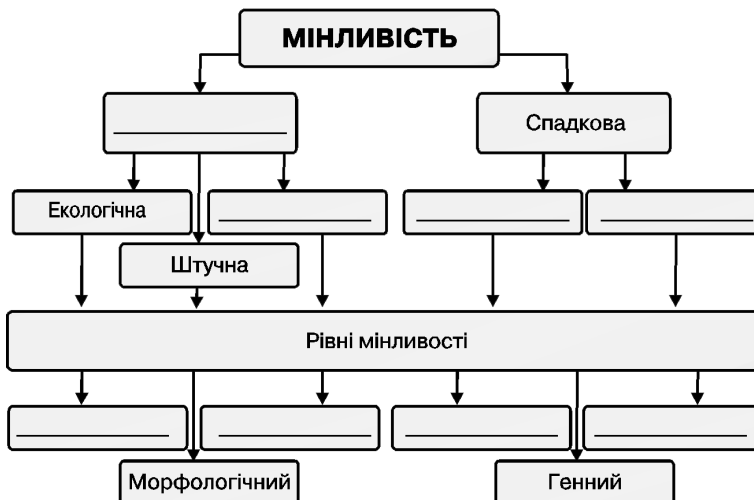 МІНЛИВІСТЬ
Спадкова
Екологічна
Штучна
Рівні мінливості
Морфологічний
Генний